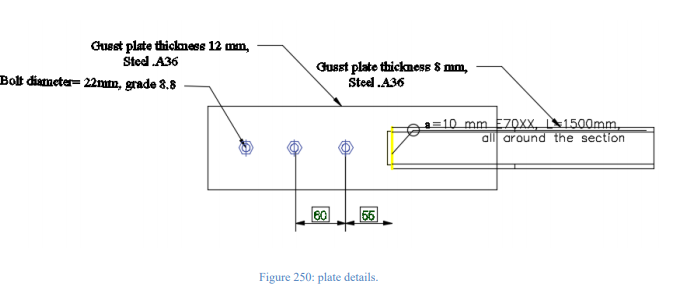 Gusst plate thickness 12 mm,
Steel .A36
Gusst plate thickness 8 mm,
Steel .A36
Bolt diameter= 22mm, grade 8.8
a=10 mm E70XX, L=1500mm,
all around the section
60
55
Figure 250: plate details.